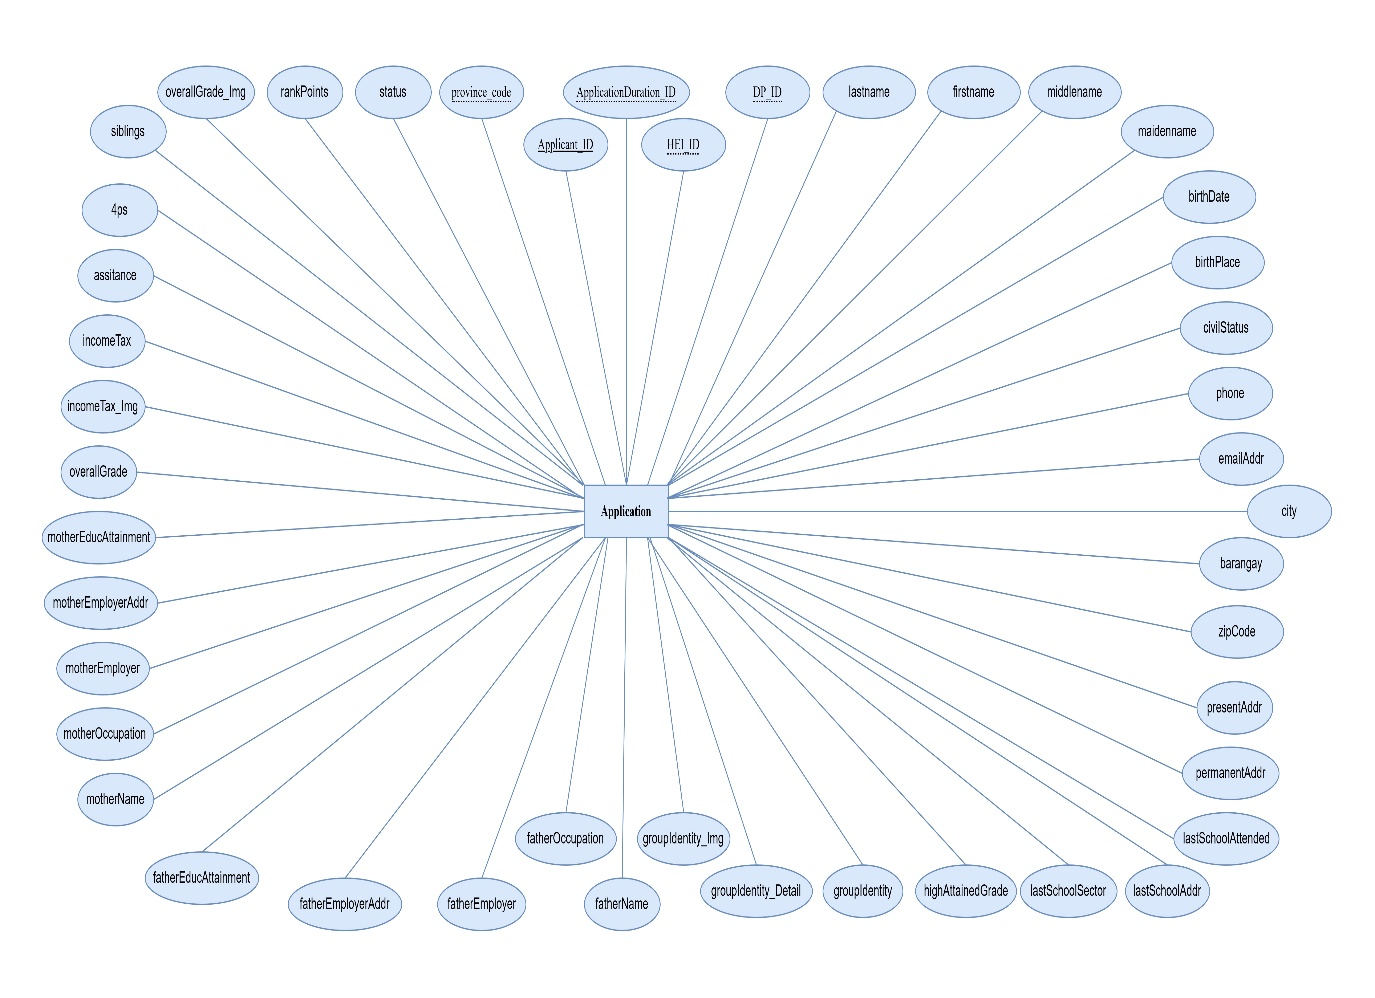 overallGrade_Img
rankPoints
status
province_code
ApplicationDuration_ID
DP_ID
lastname
firstname
middlename
siblings
Applicant_ID
HEI_ID
maidenname
4ps
birthDate
assitance
birthPlace
incomeTax
civilStatus
incomeTax_Img
phone
overallGrade
emailAddr
Application
city
motherEducAttainment
barangay
motherEmployerAddr
zipCode
motherEmployer
presentAddr
motherOccupation
permanentAddr
motherName
fatherOccupation
groupIdentity_Img
lastSchoolAttended
fatherEducAttainment
fatherEmployerAddr
fatherEmployer
fatherName
groupIdentity_Detail
groupIdentity
highAttainedGrade
lastSchoolSector
lastSchoolAddr